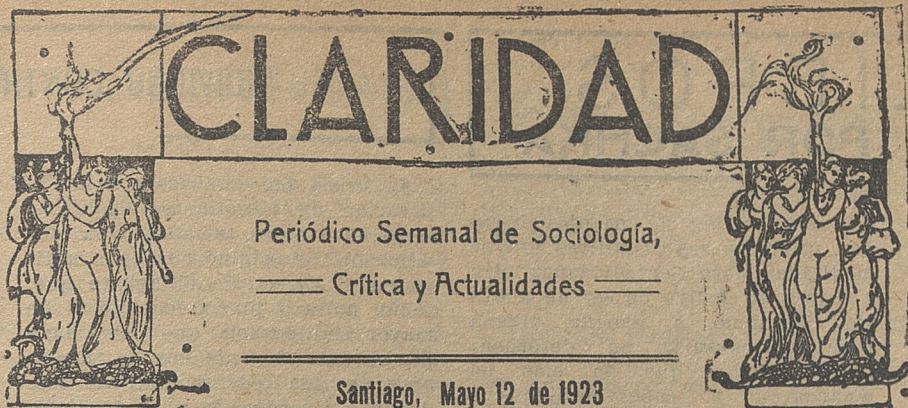 CLARIDAD
Periódico Semanal de Sociología,
Crítica y Actualidades
Santiago, Mayo 12 de 1923